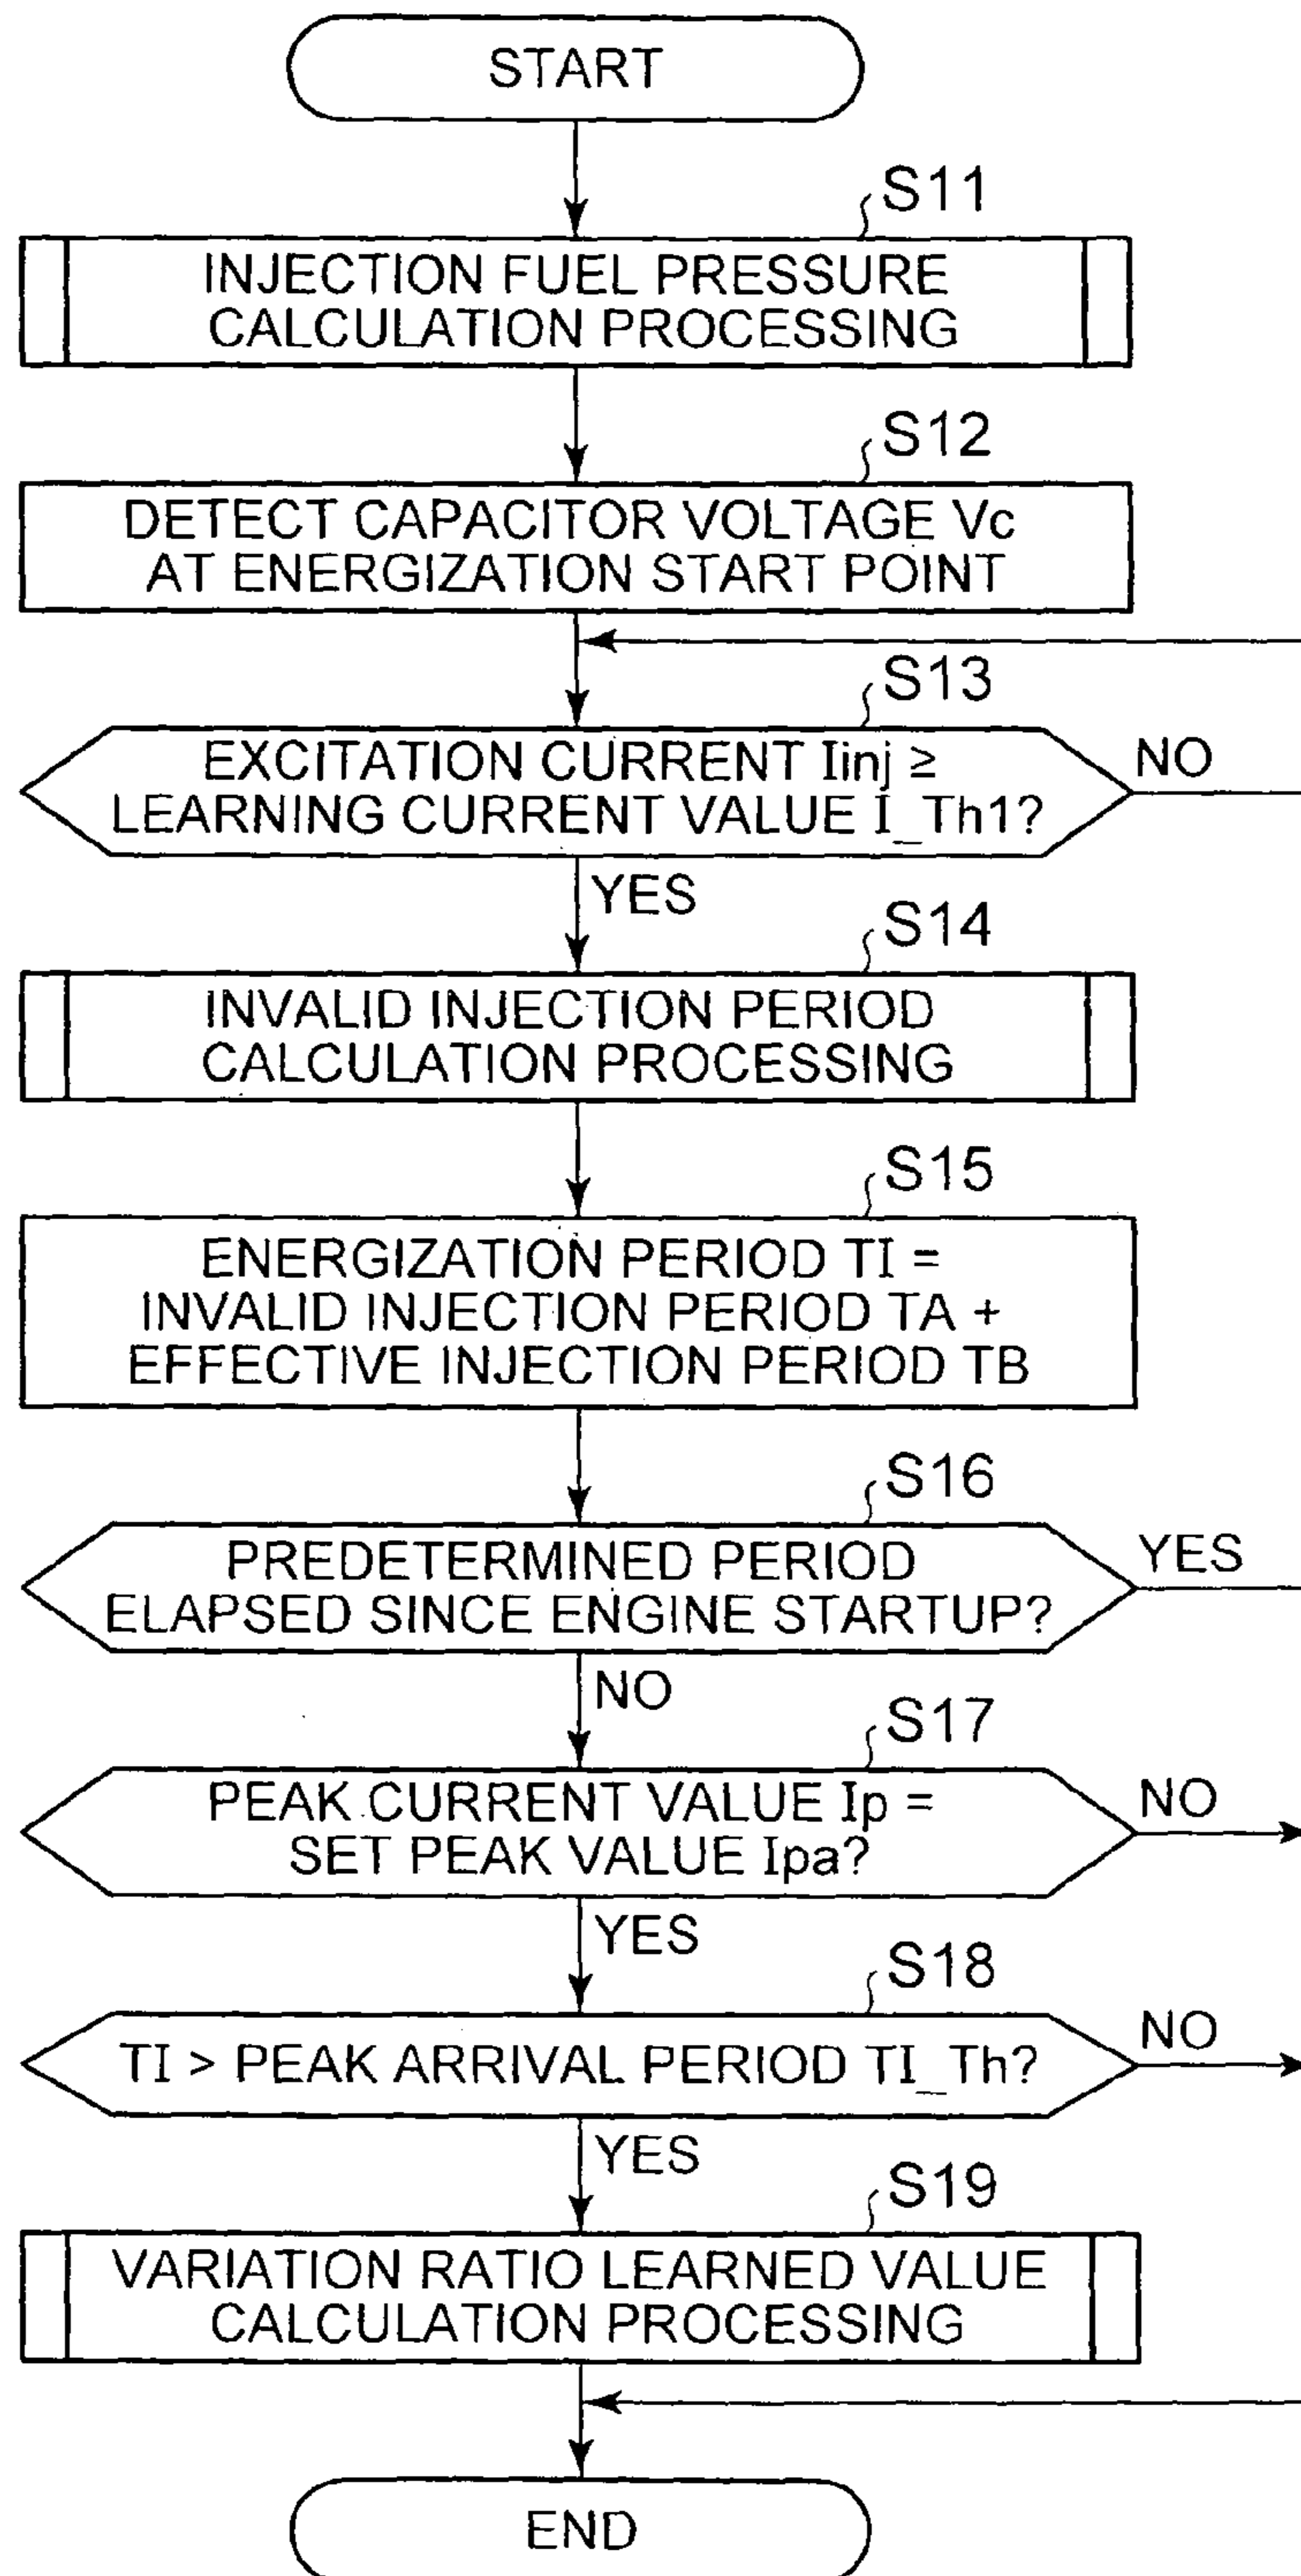 START
S11
INJECTION FUEL PRESSURE
CALCULATION PROCESSING
S12
DETECT CAPACITOR VOLTAGE Vc
AT ENERGIZATION START POINT
S13
EXCITATION CURRENT Iinj ≥
LEARNING CURRENT VALUE I_Th1?
NO
YES
S14
INVALID INJECTION PERIOD
CALCULATION PROCESSING
S15
ENERGIZATION PERIOD TI =
INVALID INJECTION PERIOD TA +
EFFECTIVE INJECTION PERIOD TB
S16
PREDETERMINED PERIOD
ELAPSED SINCE ENGINE STARTUP?
YES
NO
S17
PEAK CURRENT VALUE Ip =
SET PEAK VALUE Ipa?
NO
YES
S18
TI > PEAK ARRIVAL PERIOD TI_Th?
NO
YES
S19
VARIATION RATIO LEARNED VALUE
CALCULATION PROCESSING
END